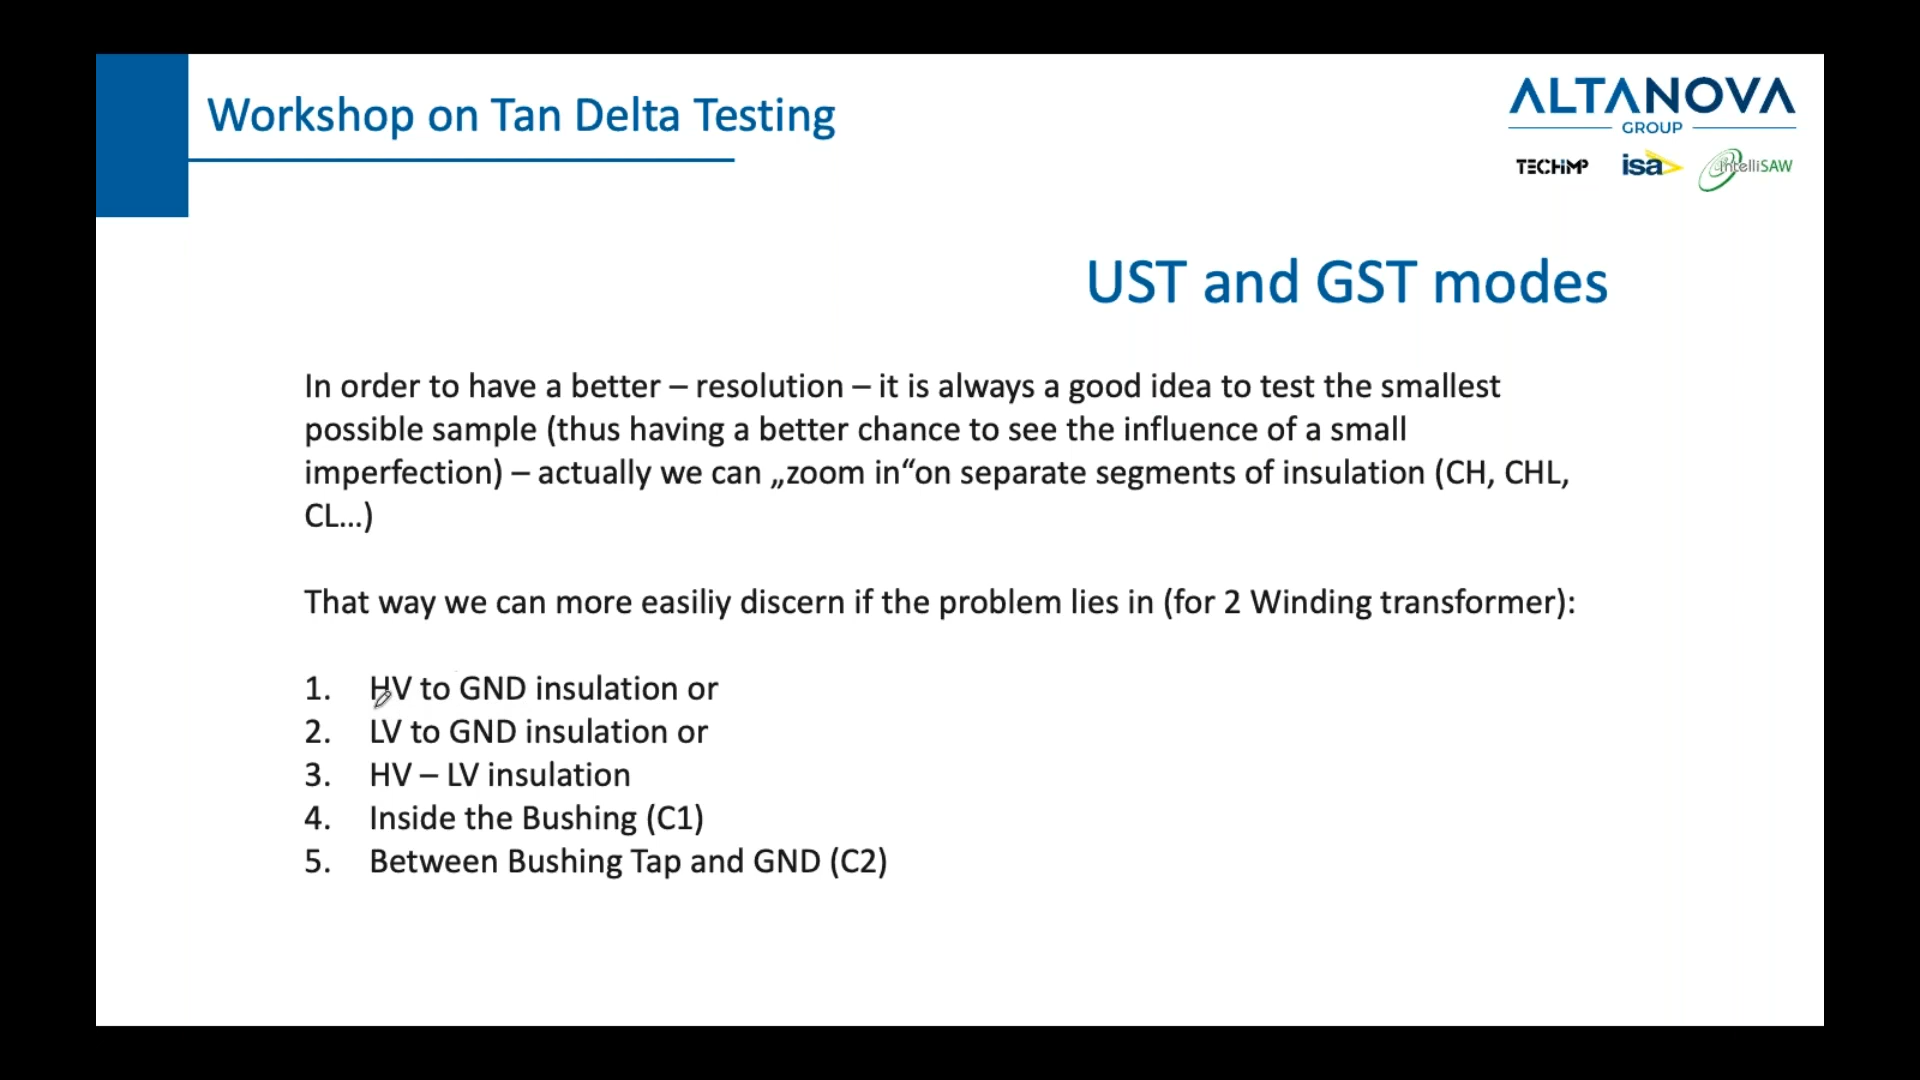 Workshop on Tan Delta Testing
ALTANOVA
GROUP
TECHIMP isa IntelliSAW
UST and GST modes
In order to have a better – resolution – it is always a good idea to test the smallest
possible sample (thus having a better chance to see the influence of a small
imperfection) – actually we can „zoom in“on separate segments of insulation (CH, CHL,
CL...)
That way we can more easiliy discern if the problem lies in (for 2 Winding transformer):
1. HV to GND insulation or
2. LV to GND insulation or
3. HV – LV insulation
4. Inside the Bushing (C1)
5. Between Bushing Tap and GND (C2)